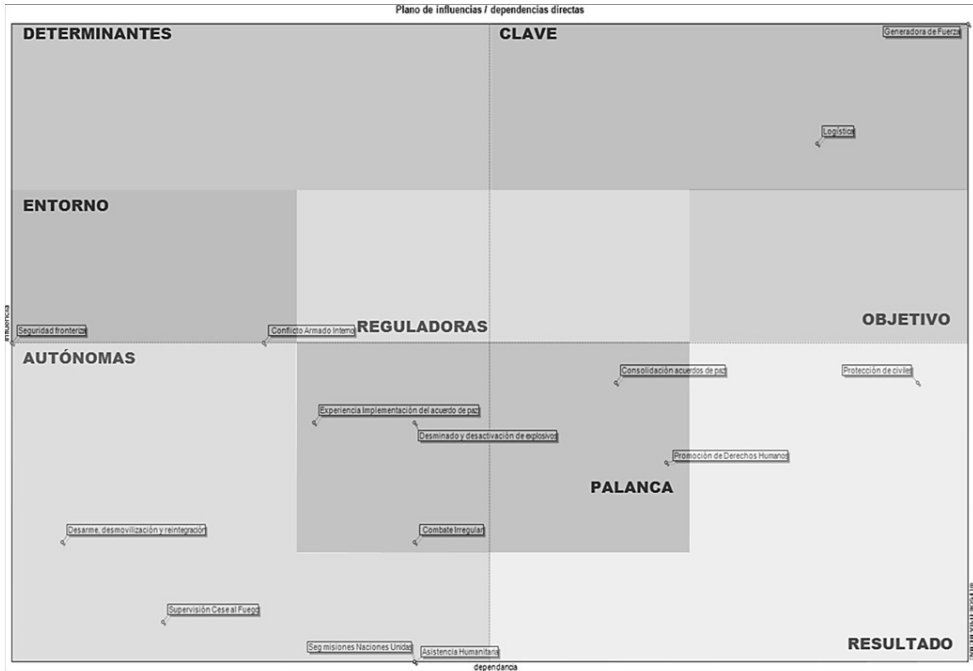 Plano de influencias / dependencias directas
DETERMINANTES
CLAVE
Generadora de Fuerza
Logística
ENTORNO
influencia
Seguridad fronteriza
Conflicto Armado Interno
REGULADORAS
OBJETIVO
AUTÓNOMAS
Consolidación acuerdos de paz
Protección de civiles
Experiencia Implementación del acuerdo de paz
Desminado y desactivación de explosivos
Promoción de Derechos Humanos
PALANCA
Desarme, desmovilización y reintegración
Combate Irregular
Supervisión Cese al Fuego
Seg misiones Naciones Unidas
Asistencia Humanitaria
RESULTADO
dependencia